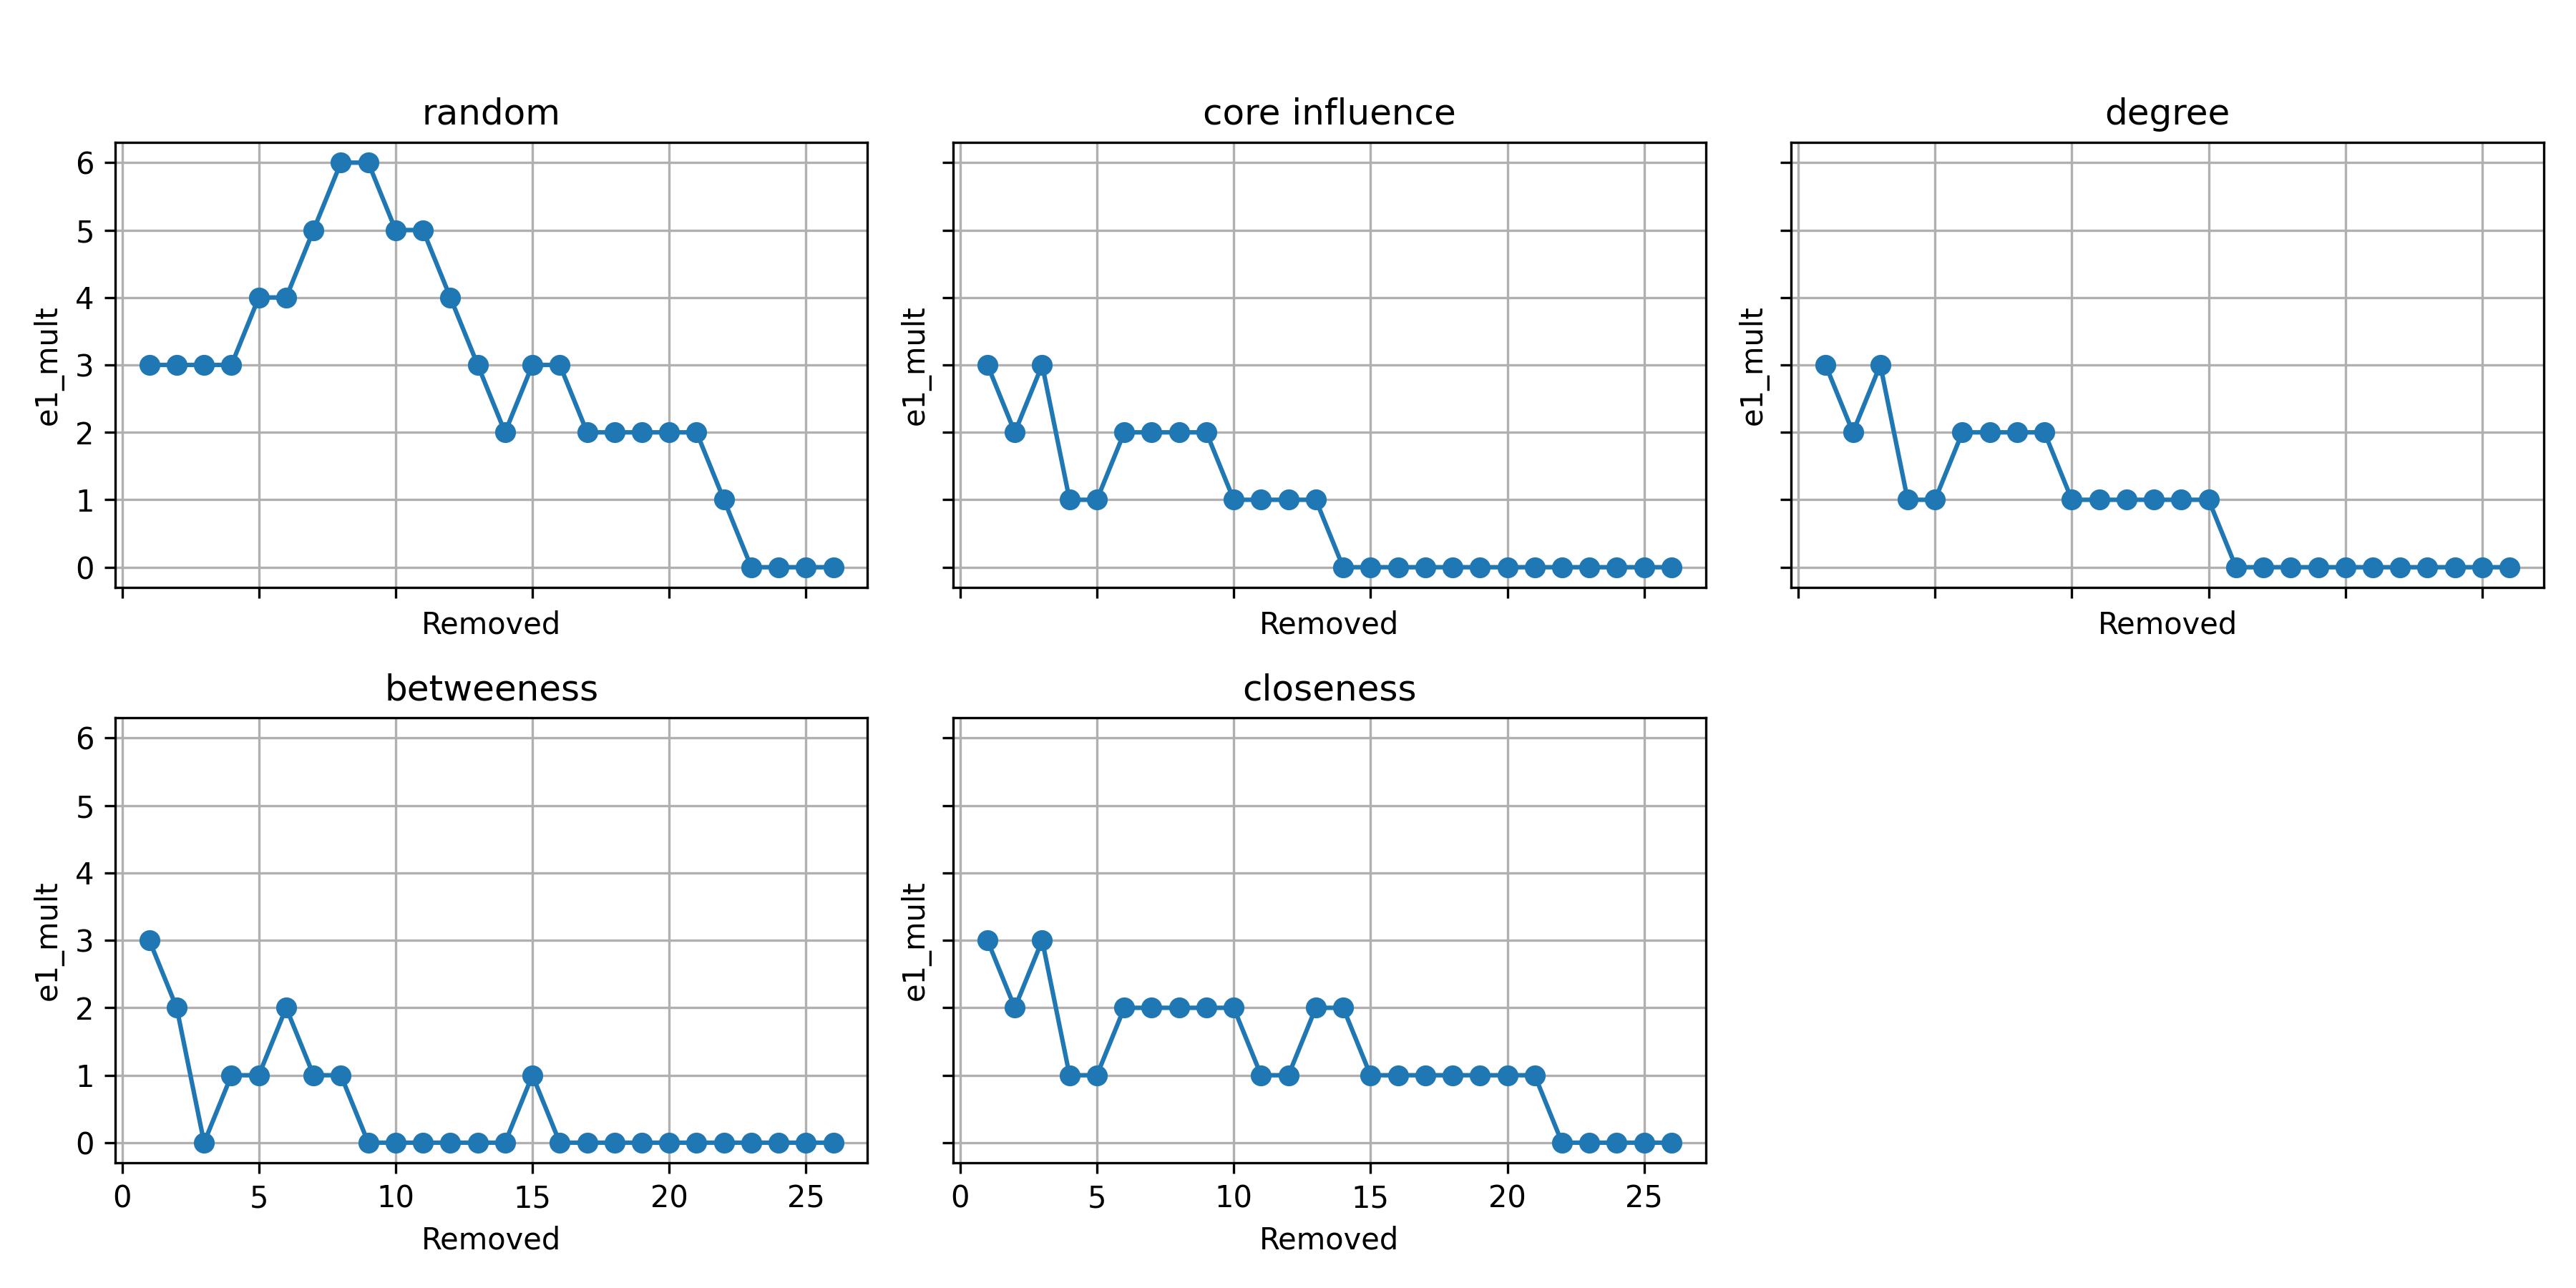 random
core influence
degree
6
5
4
3
2
1
0
e1_mult
e1_mult
e1_mult
Removed
Removed
Removed
betweeness
closeness
6
5
4
3
2
1
0
e1_mult
e1_mult
0 5 10 15 20 25
0 5 10 15 20 25
Removed
Removed